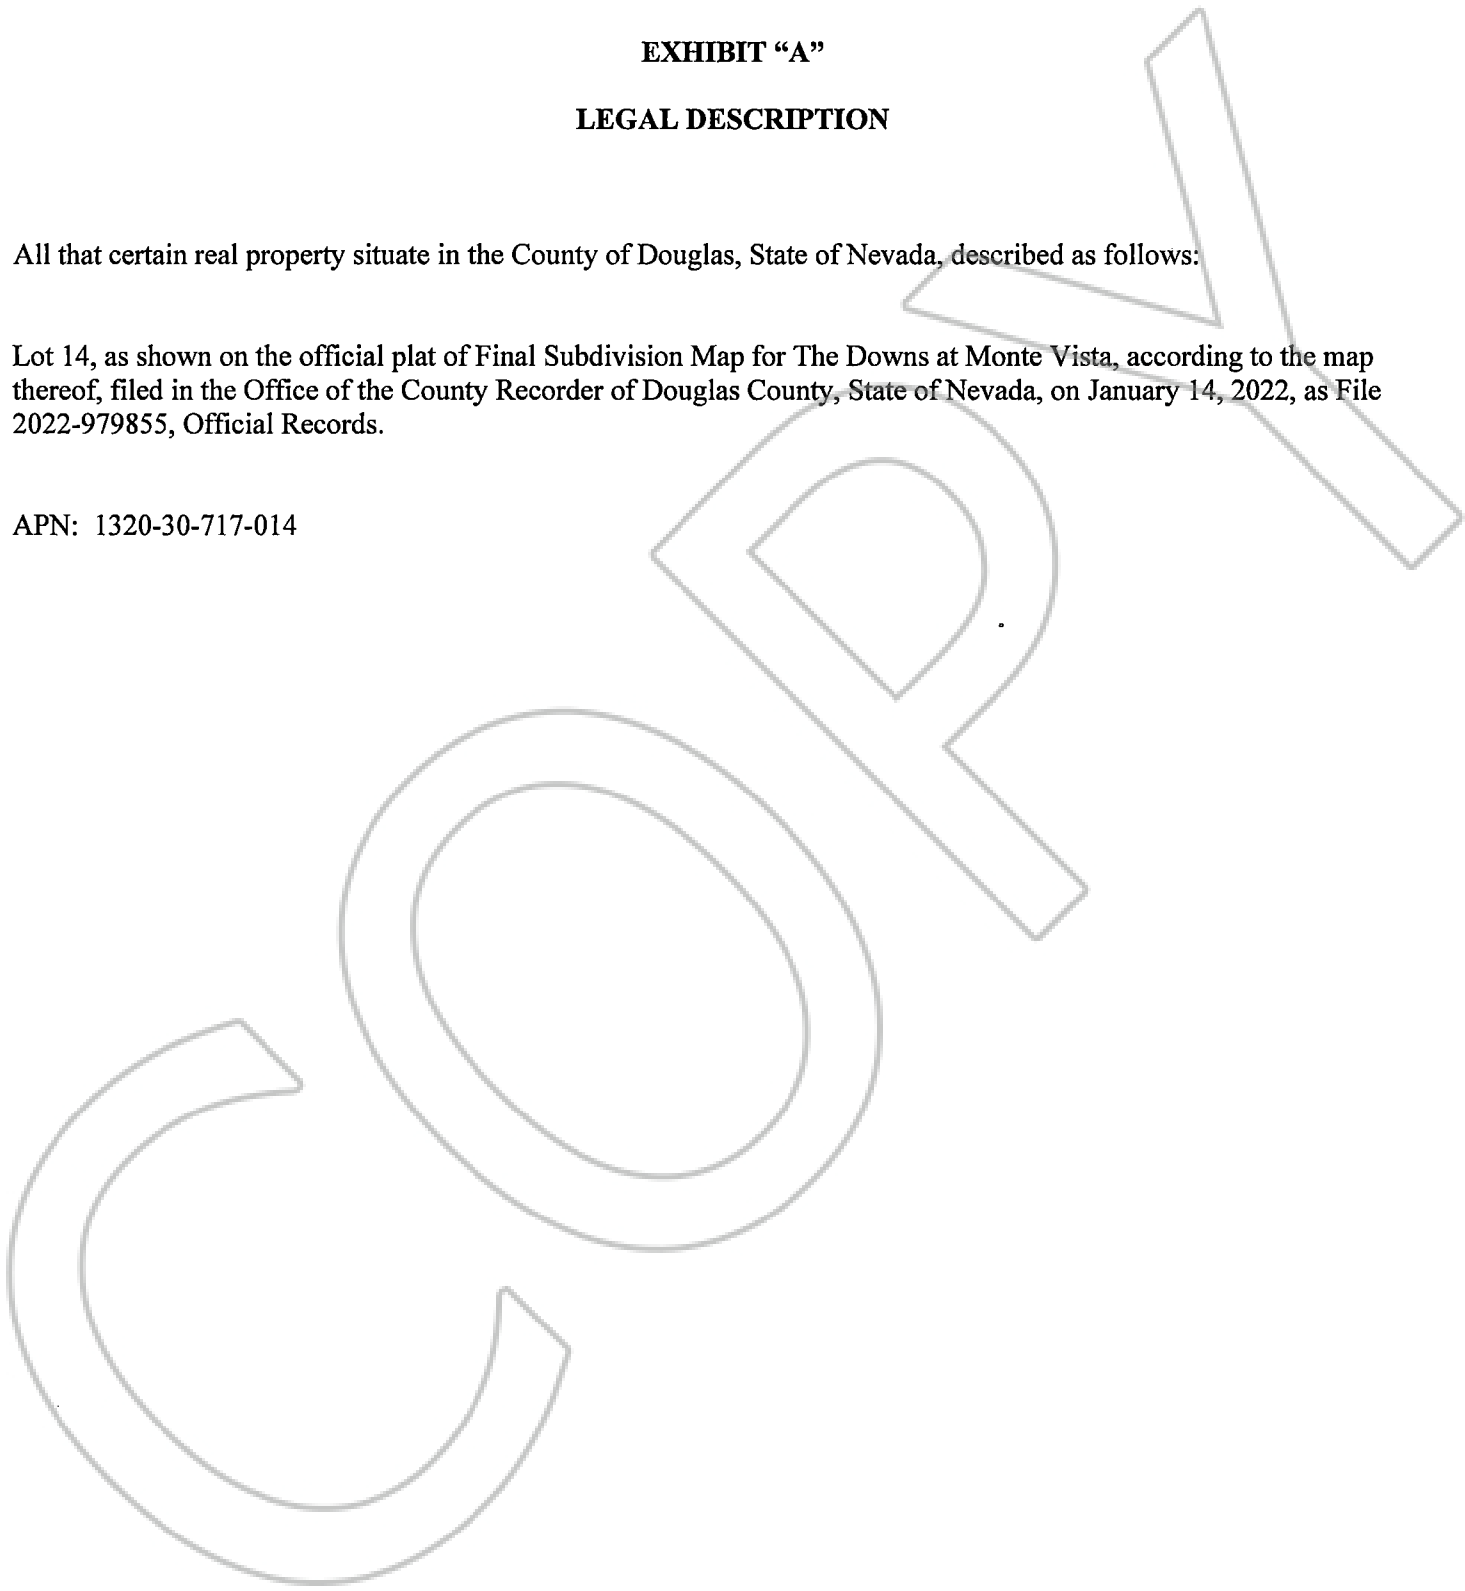 EXHIBIT “A”
LEGAL DESCRIPTION
All that certain real property situate in the County of Douglas, State of Nevada, described as follows:
Lot 14, as shown on the official plat of Final Subdivision Map for The Downs at Monte Vista, according to the map
thereof, filed in the Office of the County Recorder of Douglas County, State of Nevada, on January 14, 2022, as File
2022-979855, Official Records.
APN: 1320-30-717-014
COPY